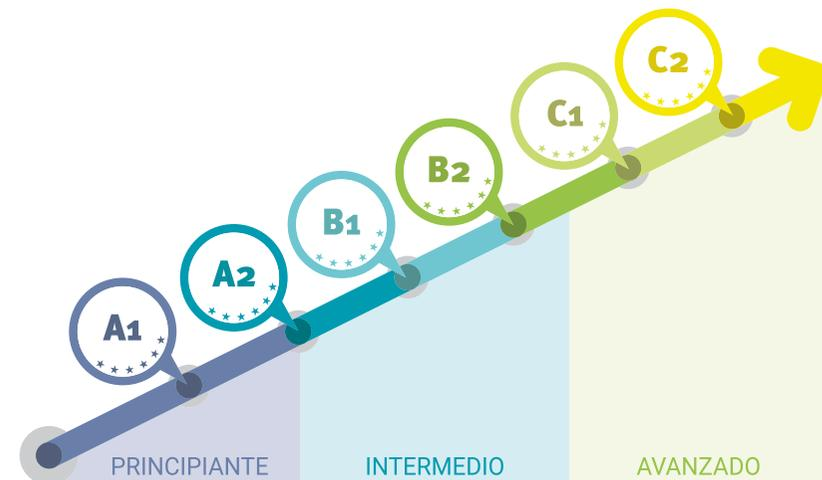 C2
C1
B2
B1
A2
A1
PRINCIPIANTE
INTERMEDIO
AVANZADO